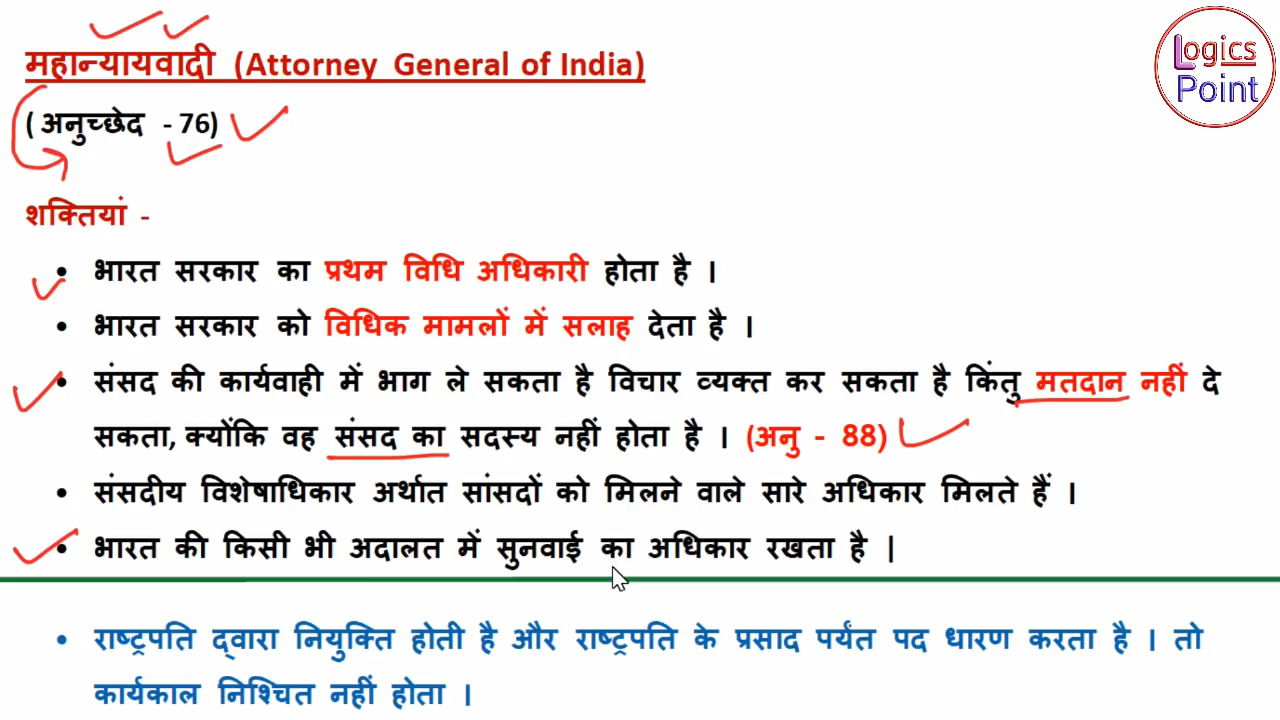 महान्यायवादी (Attorney General of India)
Logics
Point
( अनुच्छेद - 76)
शक्तियां -
• भारत सरकार का प्रथम विधि अधिकारी होता है ।
• भारत सरकार को विधिक मामलों में सलाह देता है ।
• संसद की कार्यवाही में भाग ले सकता है विचार व्यक्त कर सकता है किंतु मतदान नहीं दे
सकता, क्योंकि वह संसद का सदस्य नहीं होता है । (अनु - 88)
• संसदीय विशेषाधिकार अर्थात सांसदों को मिलने वाले सारे अधिकार मिलते हैं ।
• भारत की किसी भी अदालत में सुनवाई का अधिकार रखता है |
• राष्ट्रपति द्वारा नियुक्ति होती है और राष्ट्रपति के प्रसाद पर्यंत पद धारण करता है । तो
कार्यकाल निश्चित नहीं होता ।